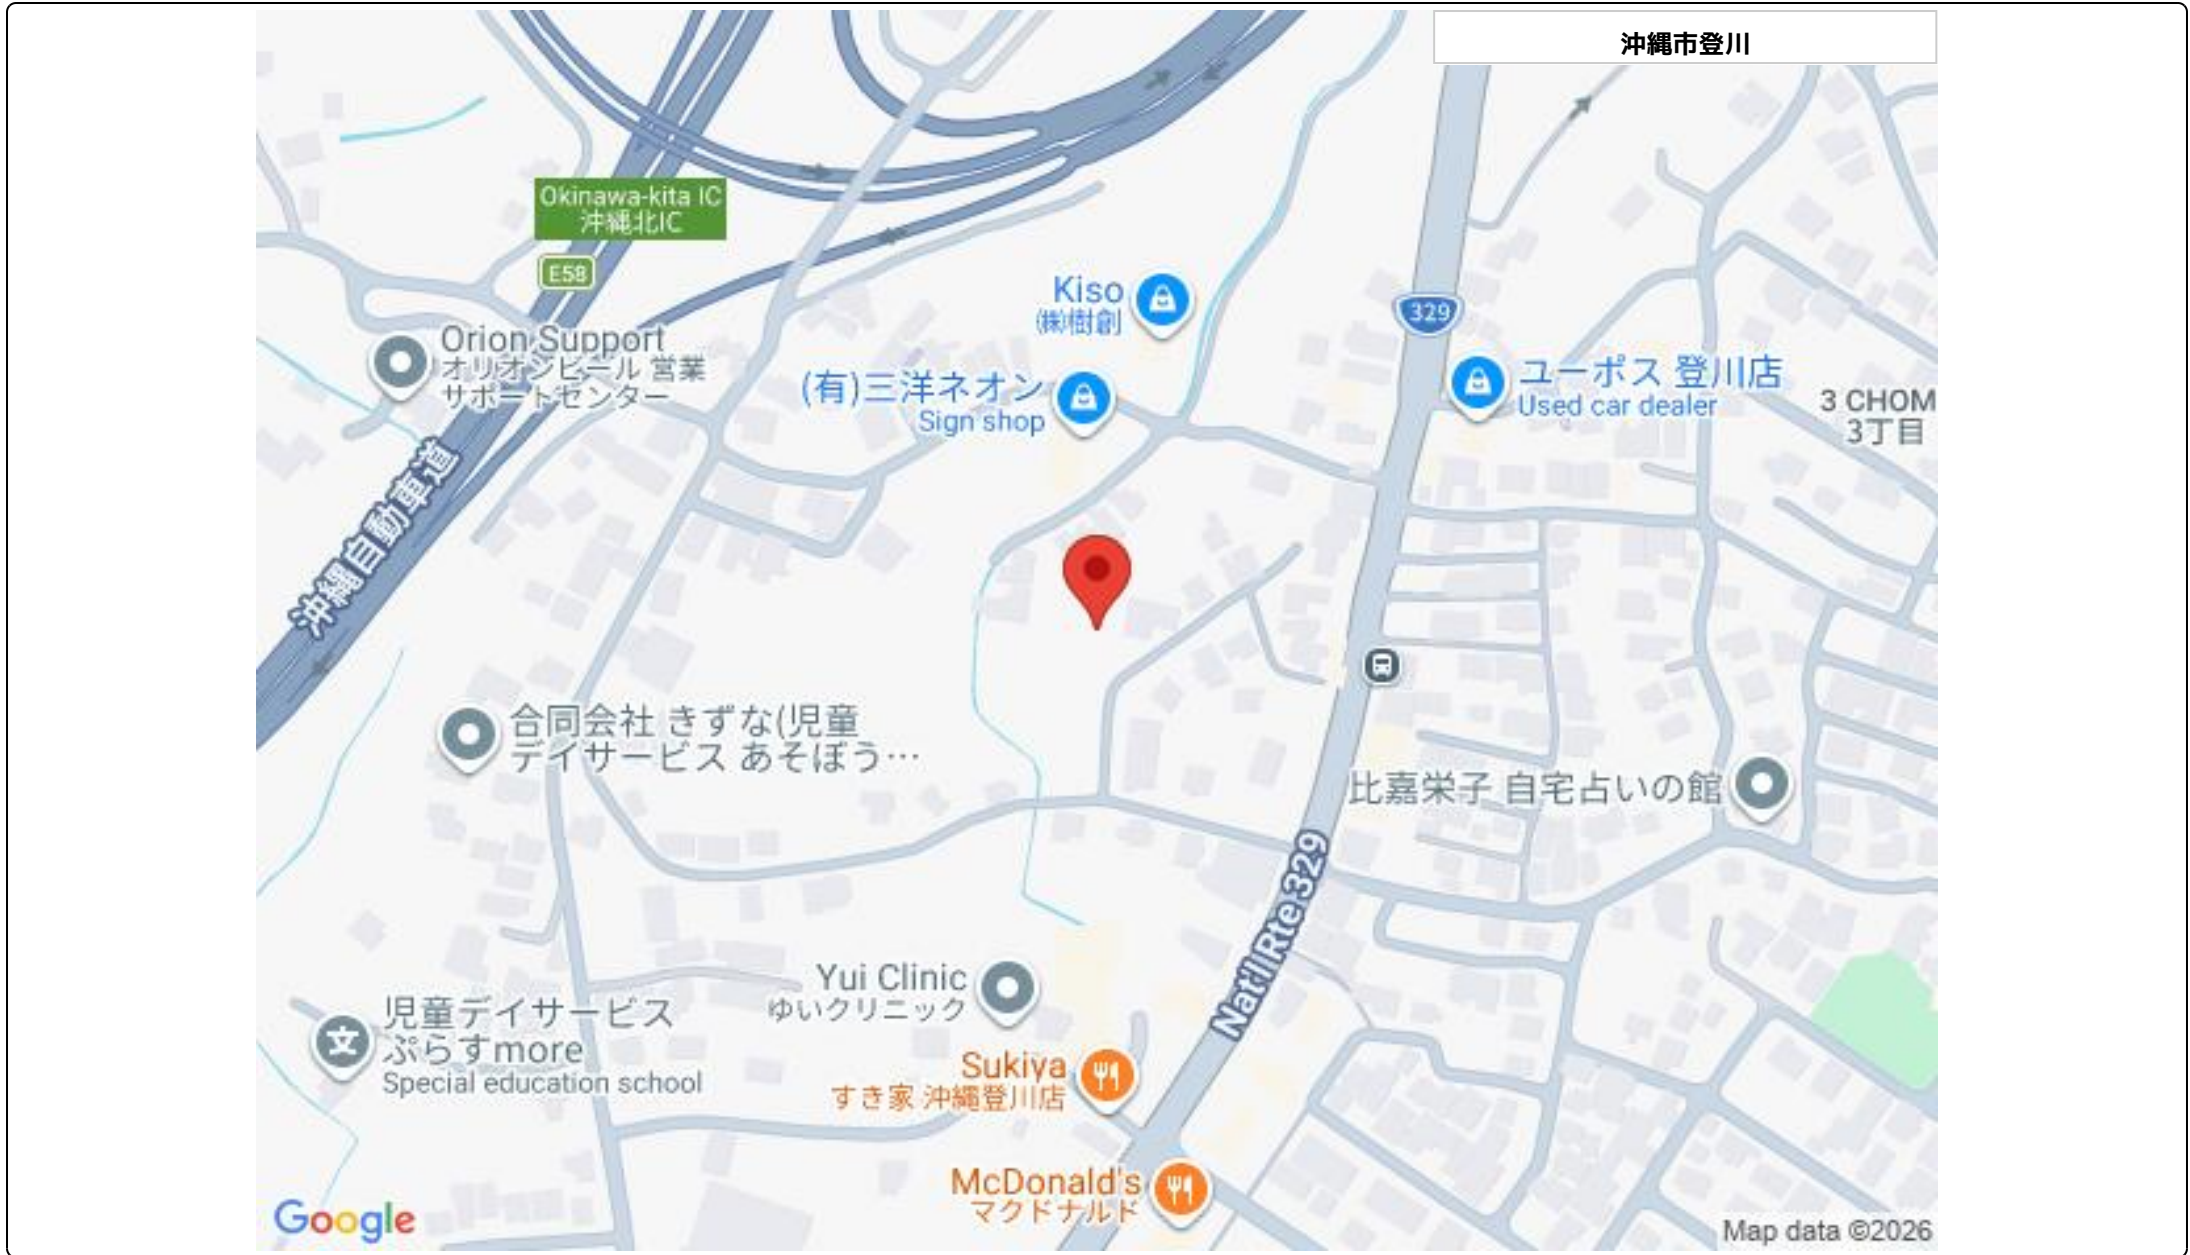 沖縄市登川
Okinawa-kita IC
沖縄北IC
E58
Kiso
㈱樹創
329
Orion Support
オリオンビール 営業
サポートセンター
(有)三洋ネオン
Sign shop
ユーポス 登川店
Used car dealer
3 CHOM
3丁目
沖縄自動車道
合同会社 きずな(児童
デイサービス あそぼう…
比嘉栄子 自宅占いの館
Nat'l Rte 329
Yui Clinic
ゆいクリニック
児童デイサービス
ぷらすmore
Special education school
文
Sukiya
すき家 沖縄登川店
McDonald's
マクドナルド
Google
Map data ©2026